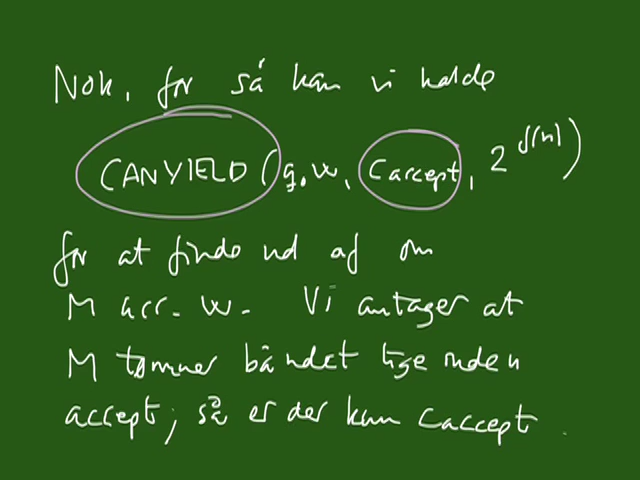 Nok, for så kan vi kalde
CANYIELD (q,w, Caccept, 2^f(n))
for at finde ud af om
M acc. w. Vi antager at
M tømmer båndet lige inden
accept; så er der kun Caccept.